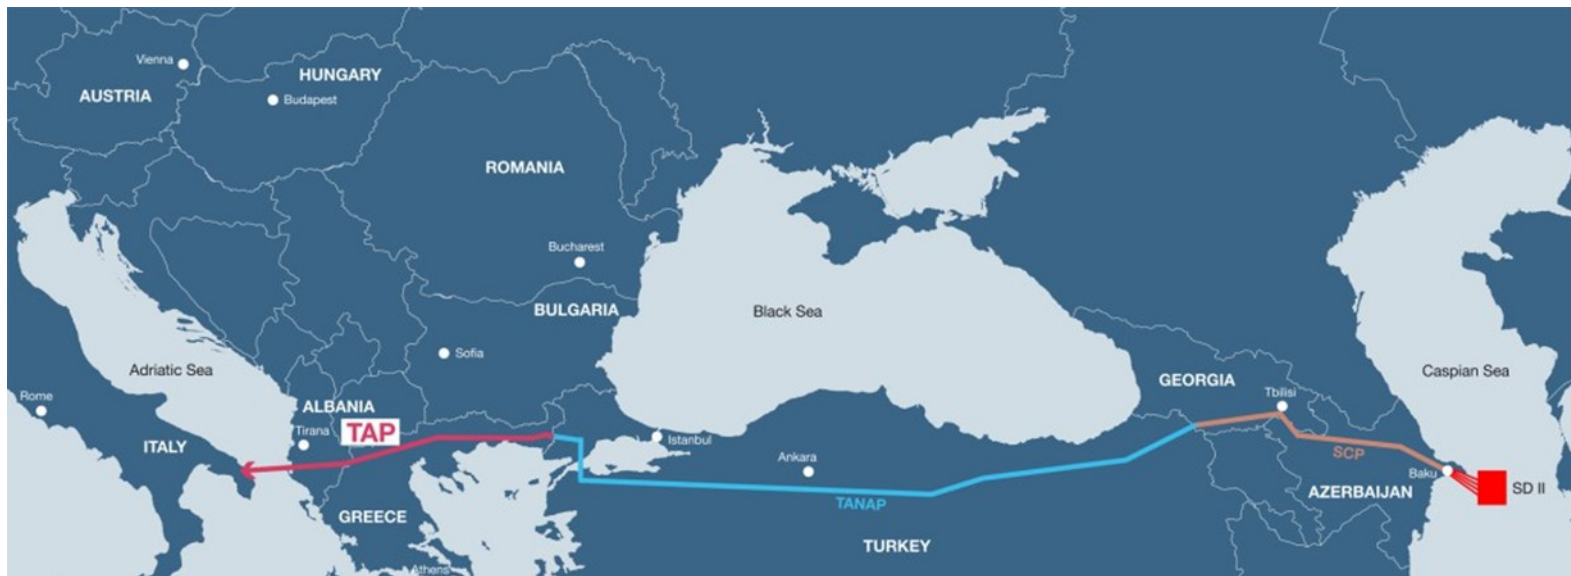 Vienna
HUNGARY
AUSTRIA
Budapest
ROMANIA
Bucharest
BULGARIA
Black Sea
Sofia
Adriatic Sea
Caspian Sea
GEORGIA
Rome
Tbilisi
ALBANIA
TAP
Tirana
Istanbul
ITALY
SCP
Ankara
Baku
SD II
AZERBAIJAN
TANAP
GREECE
TURKEY
Athens